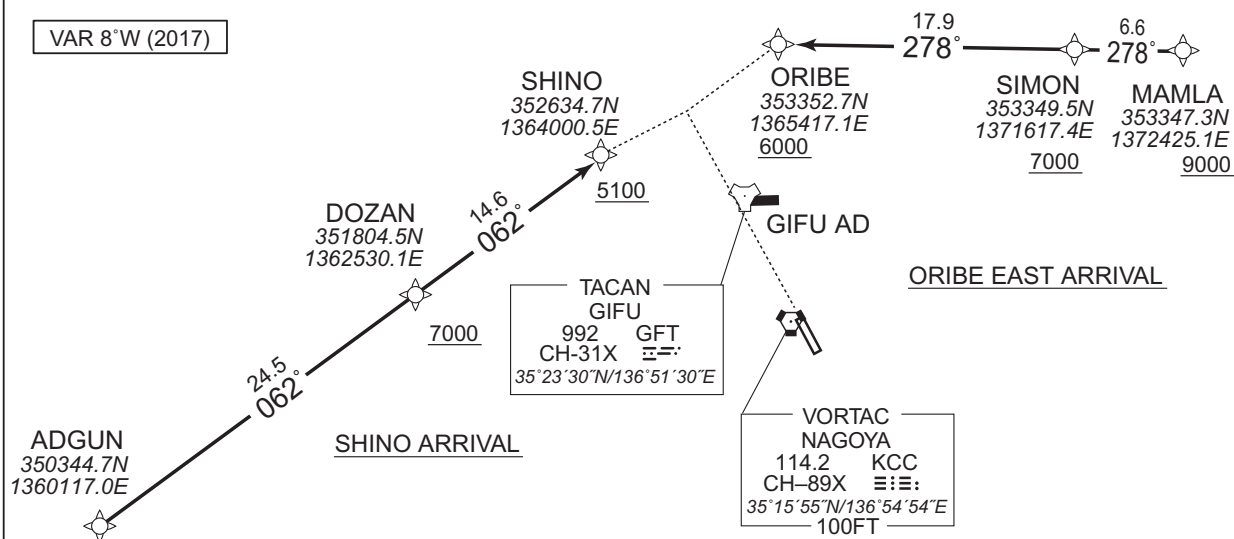 VAR 8°W (2017)
17.9
278°
6.6
278°
SHINO
352634.7N
1364000.5E
5100
ORIBE
353352.7N
1365417.1E
6000
SIMON
353349.5N
1371617.4E
7000
MAMLA
353347.3N
1372425.1E
9000
14.6
062°
DOZAN
351804.5N
1362530.1E
7000
GIFU AD
TACAN
GIFU
992 GFT
CH-31X
35°23´30˝N/136°51´30˝E
ORIBE EAST ARRIVAL
24.5
062°
SHINO ARRIVAL
ADGUN
350344.7N
1360117.0E
VORTAC
NAGOYA
114.2 KCC
CH–89X
35°15´55˝N/136°54´54˝E
100FT